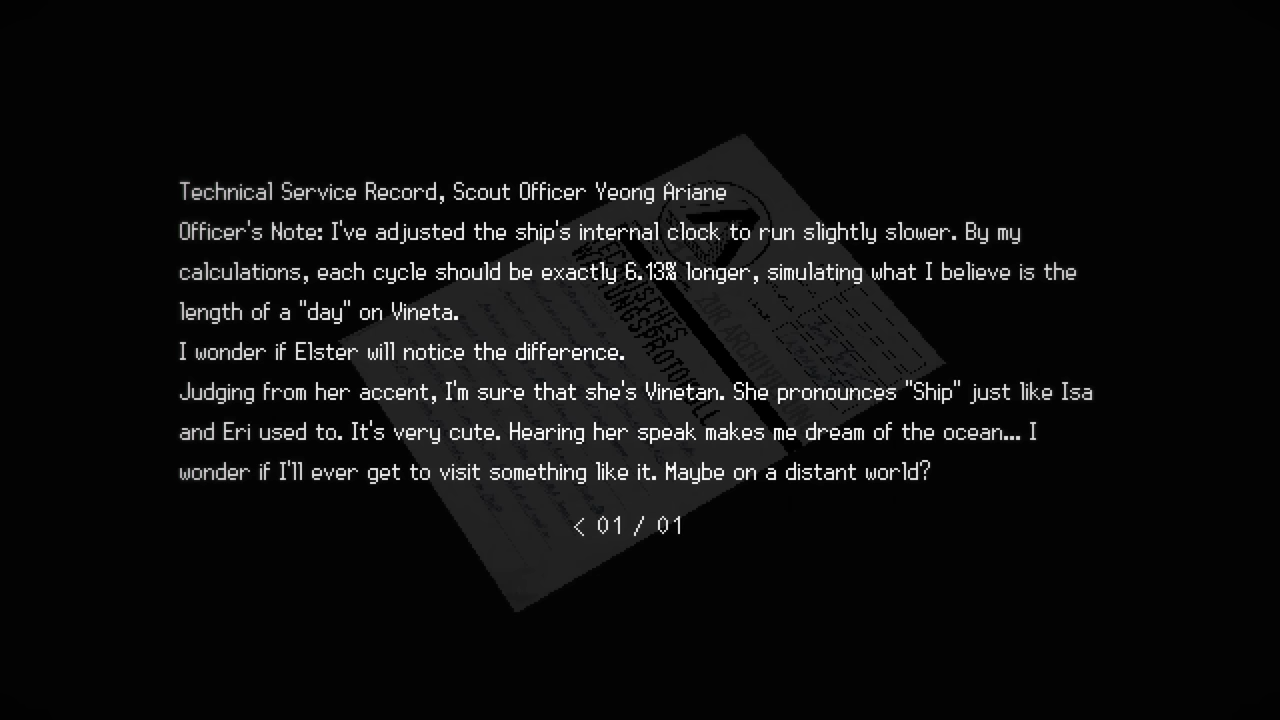 Technical Service Record, Scout Officer Yeong Ariane
Officer's Note: I've adjusted the ship's internal clock to run slightly slower. By my
calculations, each cycle should be exactly 6.13% longer, simulating what I believe is the
length of a "day" on Vineta.
I wonder if Elster will notice the difference.
Judging from her accent, I'm sure that she's Vinetan. She pronounces "Ship" just like Isa
and Eri used to. It's very cute. Hearing her speak makes me dream of the ocean... I
wonder if I'll ever get to visit something like it. Maybe on a distant world?
< 01 / 01
ZUR